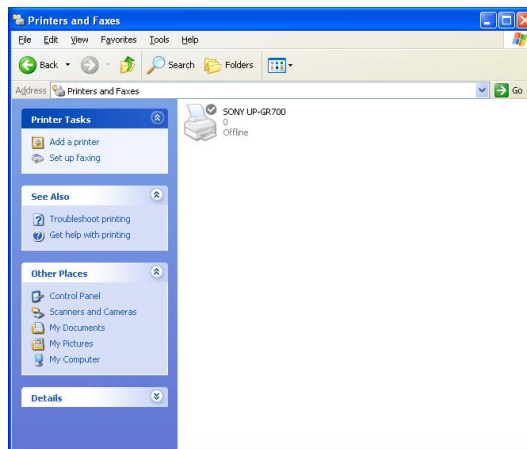 Printers and Faxes
File Edit View Favorites Tools Help
Back Search Folders
Address Printers and Faxes Go
Printer Tasks
Add a printer
Set up faxing
See Also
Troubleshoot printing
Get help with printing
Other Places
Control Panel
Scanners and Cameras
My Documents
My Pictures
My Computer
Details
SONY UP-GR700
0
Offline